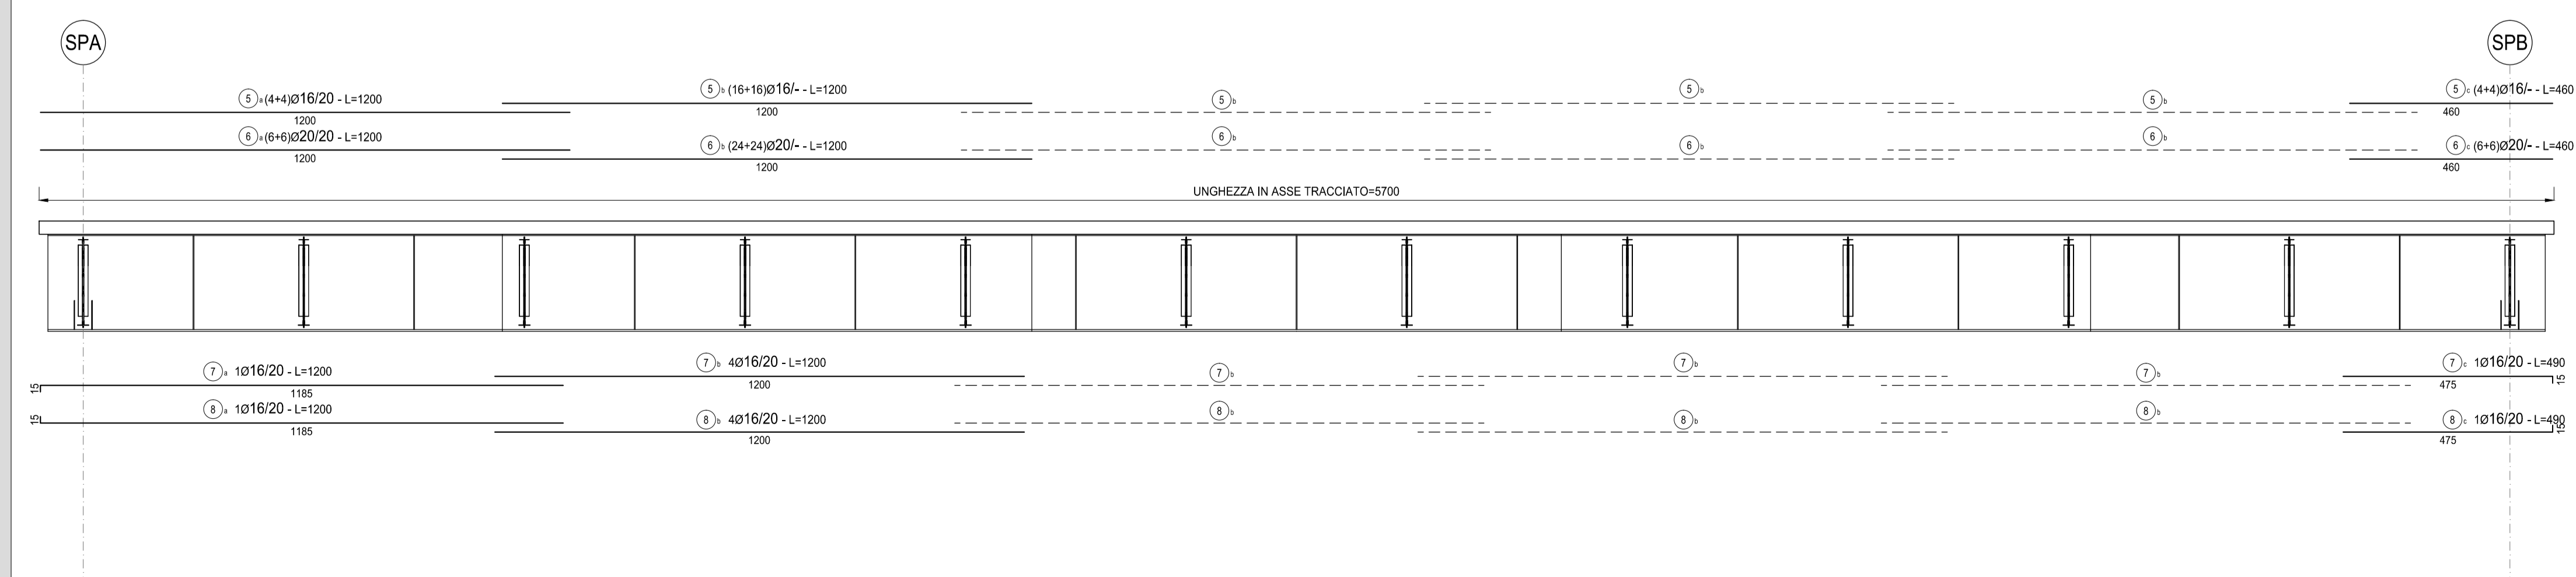 SPA
SPB
5 a (4+4)Ø16/20 - L=1200
1200
5 b (16+16)Ø16/- - L=1200
1200
5 b
5 b
5 b
5 c (4+4)Ø16/- - L=460
460
6 a (6+6)Ø20/20 - L=1200
1200
6 b (24+24)Ø20/- - L=1200
1200
6 b
6 b
6 b
6 c (6+6)Ø20/- - L=460
460
UNGHEZZA IN ASSE TRACCIATO=5700
15
7 a 1Ø16/20 - L=1200
1185
7 b 4Ø16/20 - L=1200
1200
7 b
7 b
7 b
7 c 1Ø16/20 - L=490
475
15
15
8 a 1Ø16/20 - L=1200
1185
8 b 4Ø16/20 - L=1200
1200
8 b
8 b
8 b
8 c 1Ø16/20 - L=490
475
15